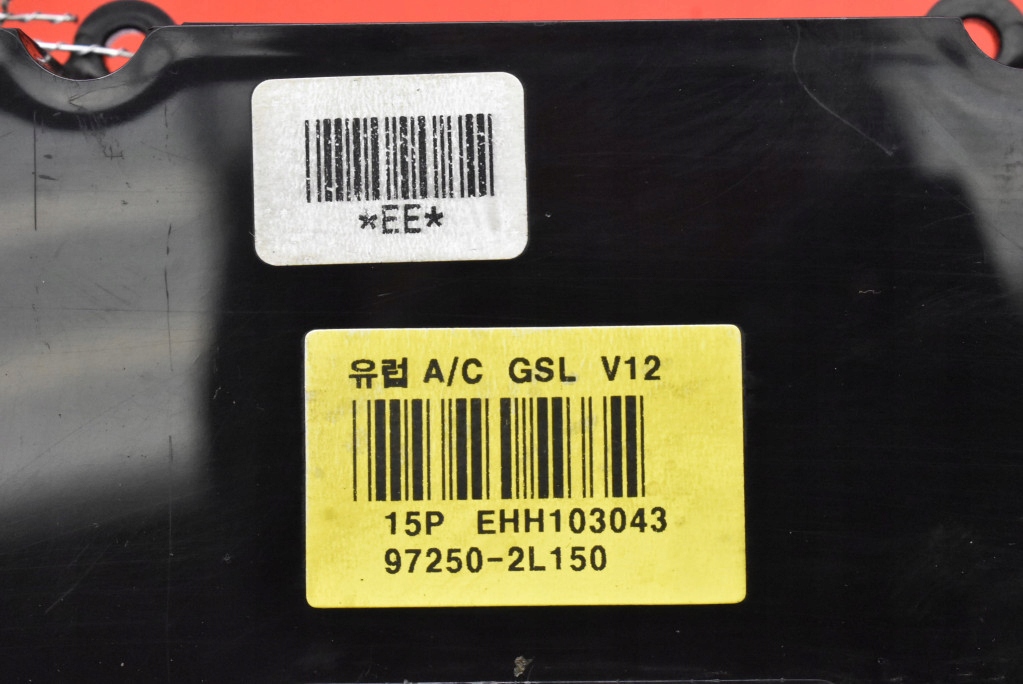 *EE*
유럽 A/C GSL V12
15P EHH103043
97250-2L150